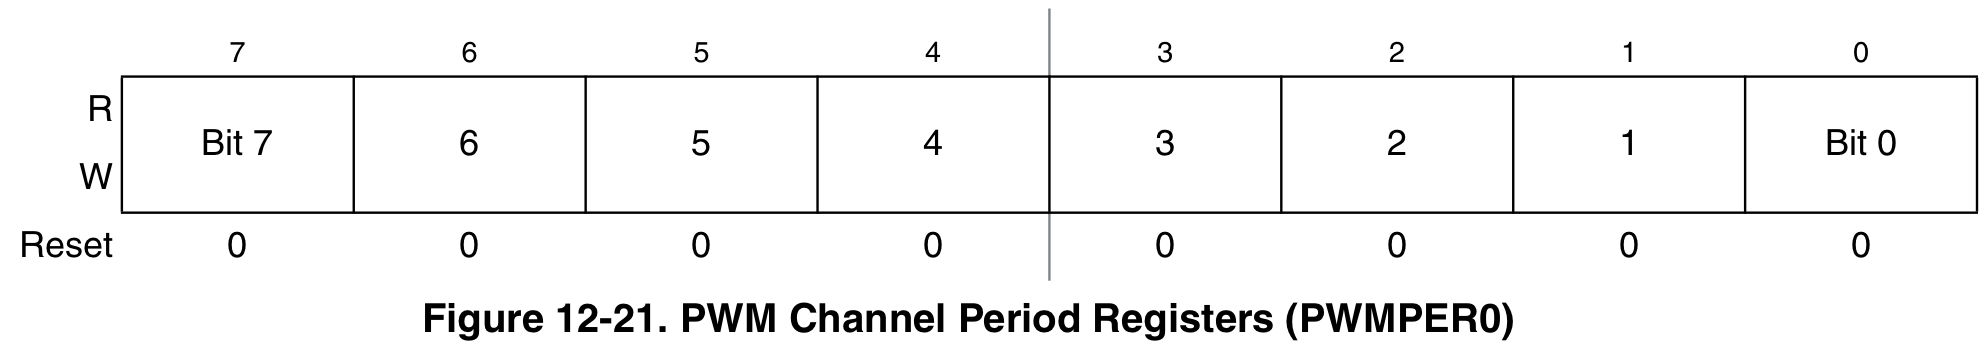 7 6 5 4 3 2 1 0
R
Bit 7 6 5 4 3 2 1 Bit 0
W
Reset 0 0 0 0 0 0 0 0
Figure 12-21. PWM Channel Period Registers (PWMPER0)